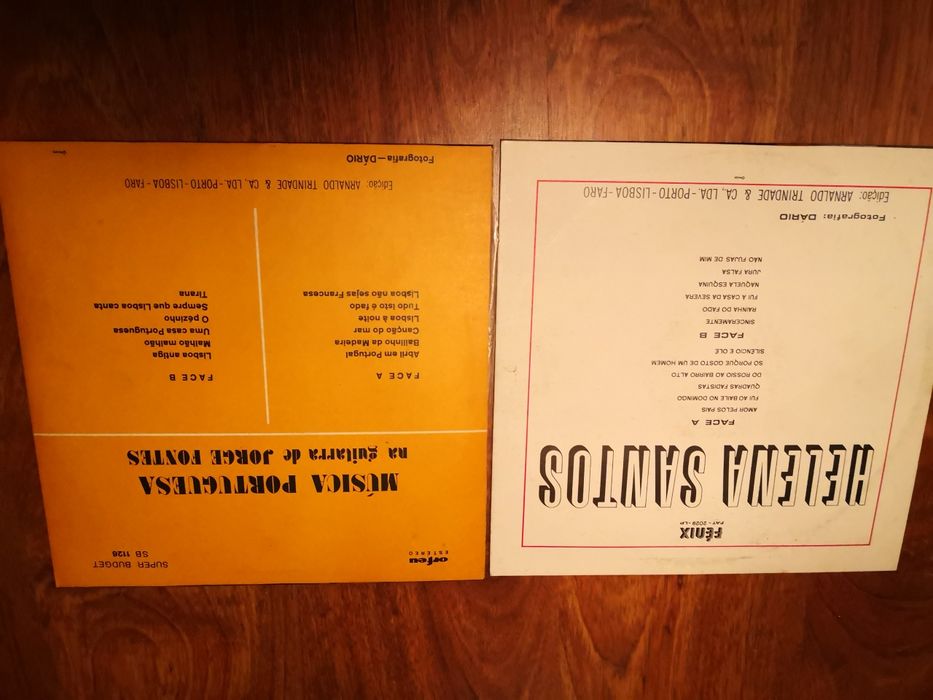 FÉNIX
PAY - 2029 - LP
HELENA SANTOS
FACE A
AMOR PELOS PAIS
FUI AO BAILE NO DOMINGO
QUADRAS FADISTAS
DO ROSSIO AO BAIRRO ALTO
SÓ PORQUE GOSTO DE UM HOMEM
SILÊNCIO E OLÉ
FACE B
SINCERAMENTE
RAINHA DO FADO
FUI À CASA DA SEVERA
NAQUELA ESQUINA
JURA FALSA
NÃO FUJAS DE MIM
Fotografia: DÁRIO
Edição: ARNALDO TRINDADE & CA, LDA - PORTO - LISBOA - FARO
orfeu
ESTÉREO
SUPER BUDGET
SB 1126
MÚSICA PORTUGUESA
na guitarra de JORGE FONTES
FACE A
Abril em Portugal
Bailinho da Madeira
Canção do mar
Lisboa à noite
Tudo isto é fado
Lisboa não sejas Francesa
FACE B
Lisboa antiga
Malhão malhão
Uma casa Portuguesa
O pézinho
Sempre que Lisboa canta
Tirana
Edição: ARNALDO TRINDADE & CA, LDA. - PORTO - LISBOA - FARO
Fotografia — DÁRIO